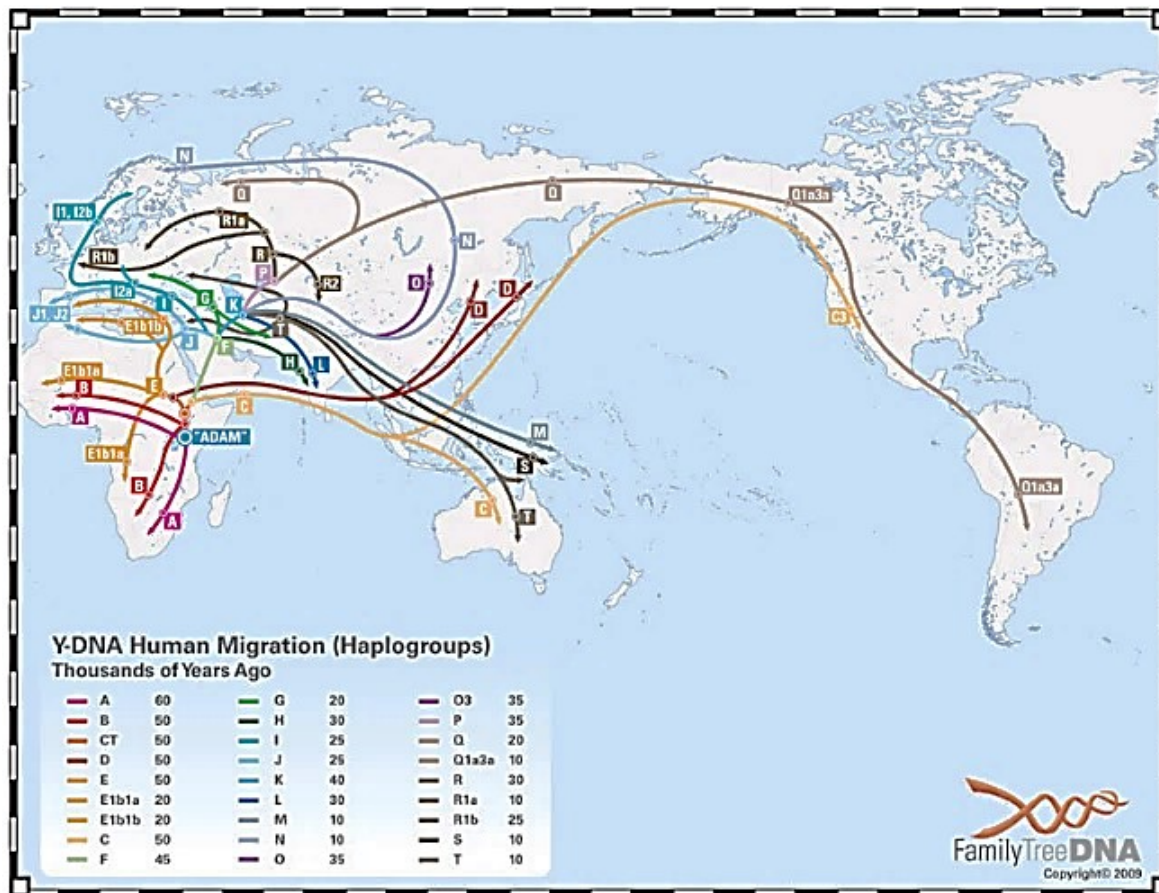 N
Q
Q
Q1a3a
I1, I2b
R1a
N
R1b
R
P
R2
O
I2a
G
K
D
D
J1, J2
I
C3
E1b1b
T
J
F
H
L
E1b1a
E
B
C
A
"ADAM"
M
E1b1a
S
B
Q1a3a
C
T
A
Y-DNA Human Migration (Haplogroups)
Thousands of Years Ago
A 60
B 50
CT 50
D 50
E 50
E1b1a 20
E1b1b 20
C 50
F 45
G 20
H 30
I 25
J 25
K 40
L 30
M 10
N 10
O 35
O3 35
P 35
Q 20
Q1a3a 10
R 30
R1a 10
R1b 25
S 10
T 10
FamilyTreeDNA
Copyright© 2009